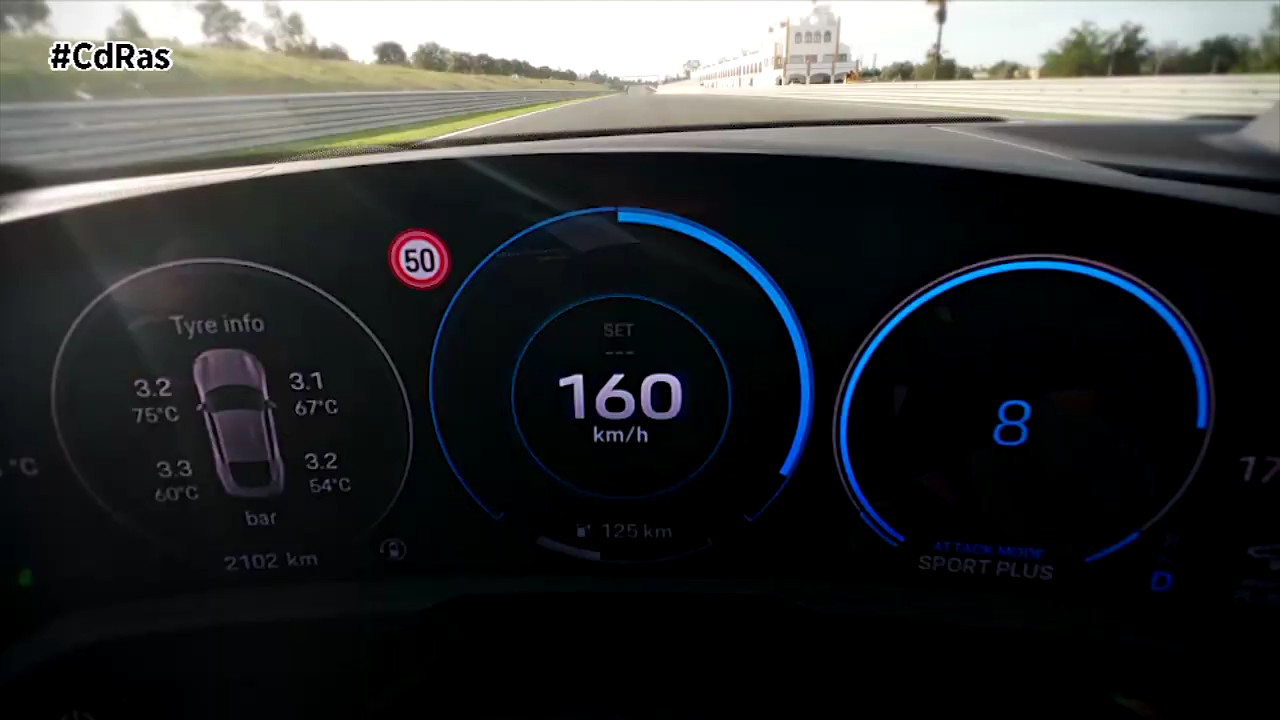 #CdRas
50
Tyre info
3.2 3.1
75°C 67°C
3.3 3.2
60°C 54°C
bar
2102 km
SET
---
160
km/h
125 km
8
ATTACK MODE
SPORT PLUS
D
°C
17